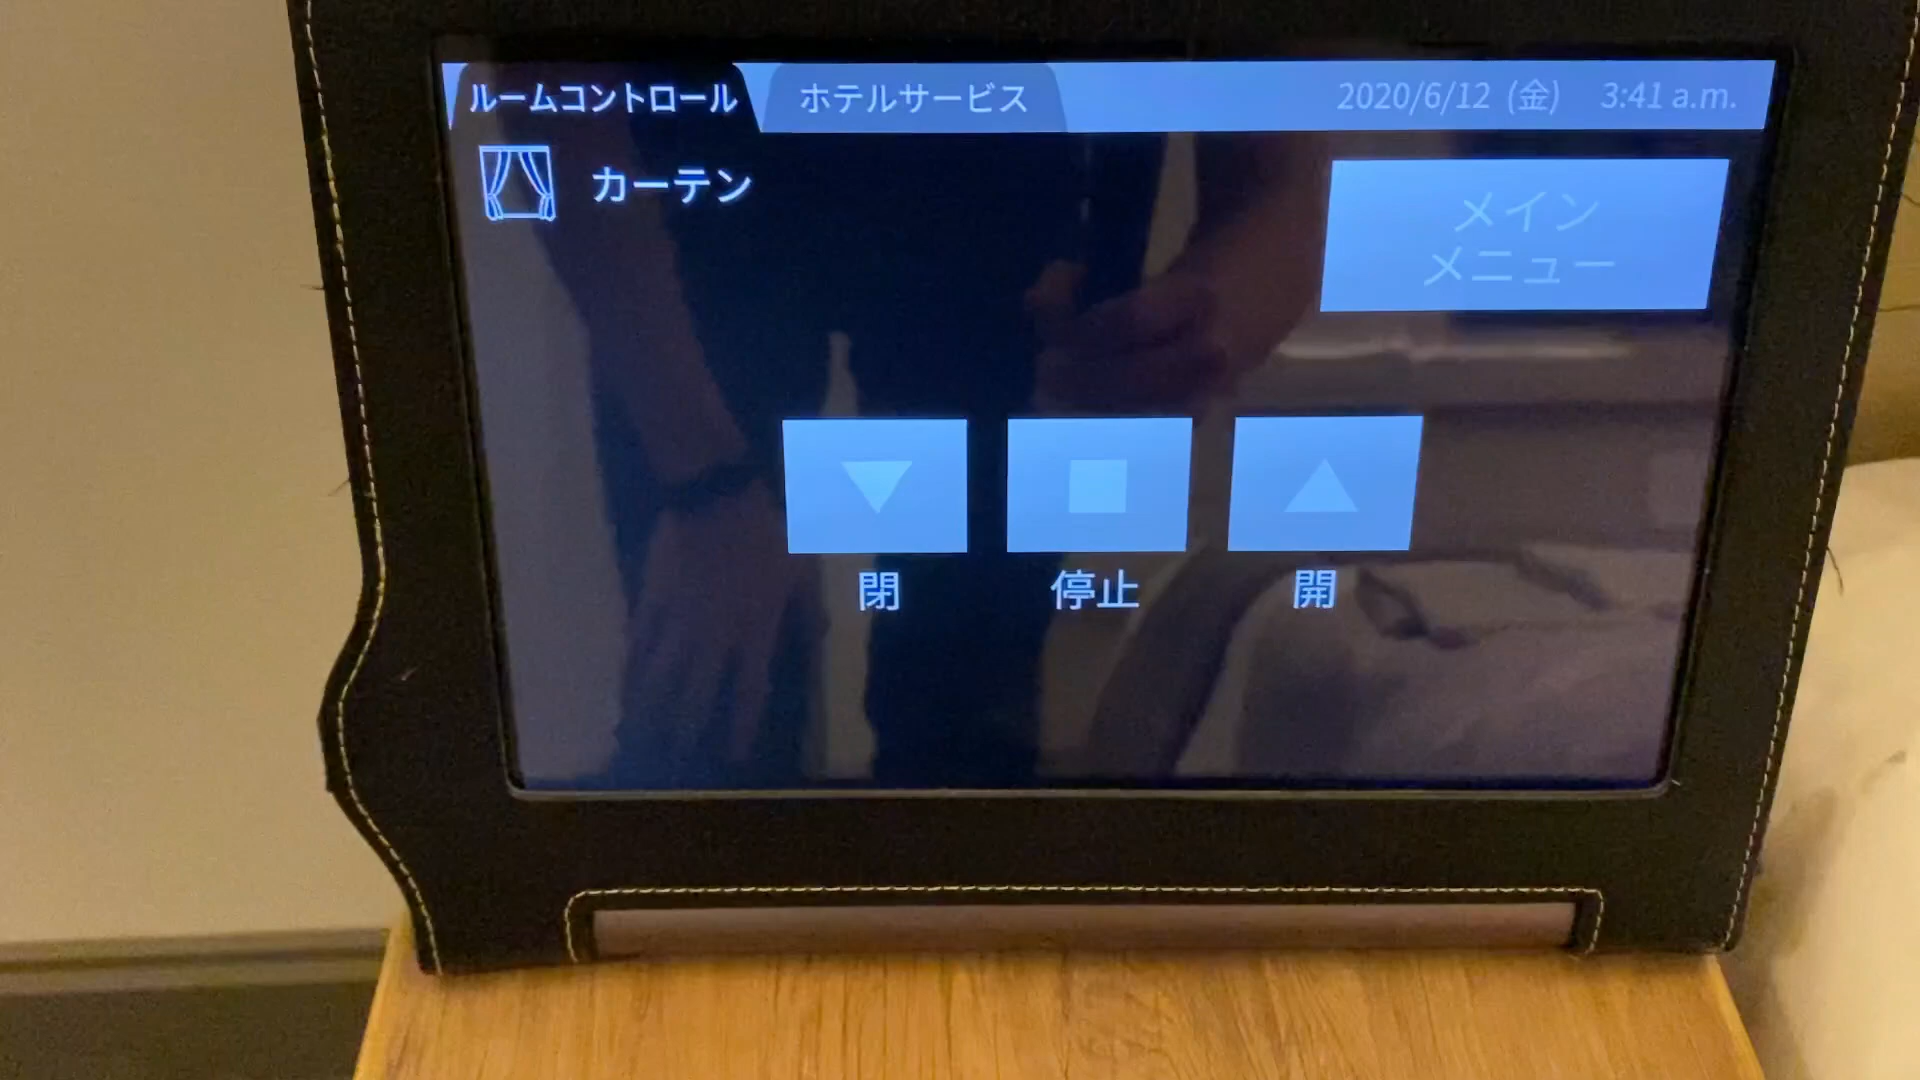 ルームコントロール
ホテルサービス
2020/6/12 (金) 3:41 a.m.
カーテン
メイン
メニュー
閉
停止
開